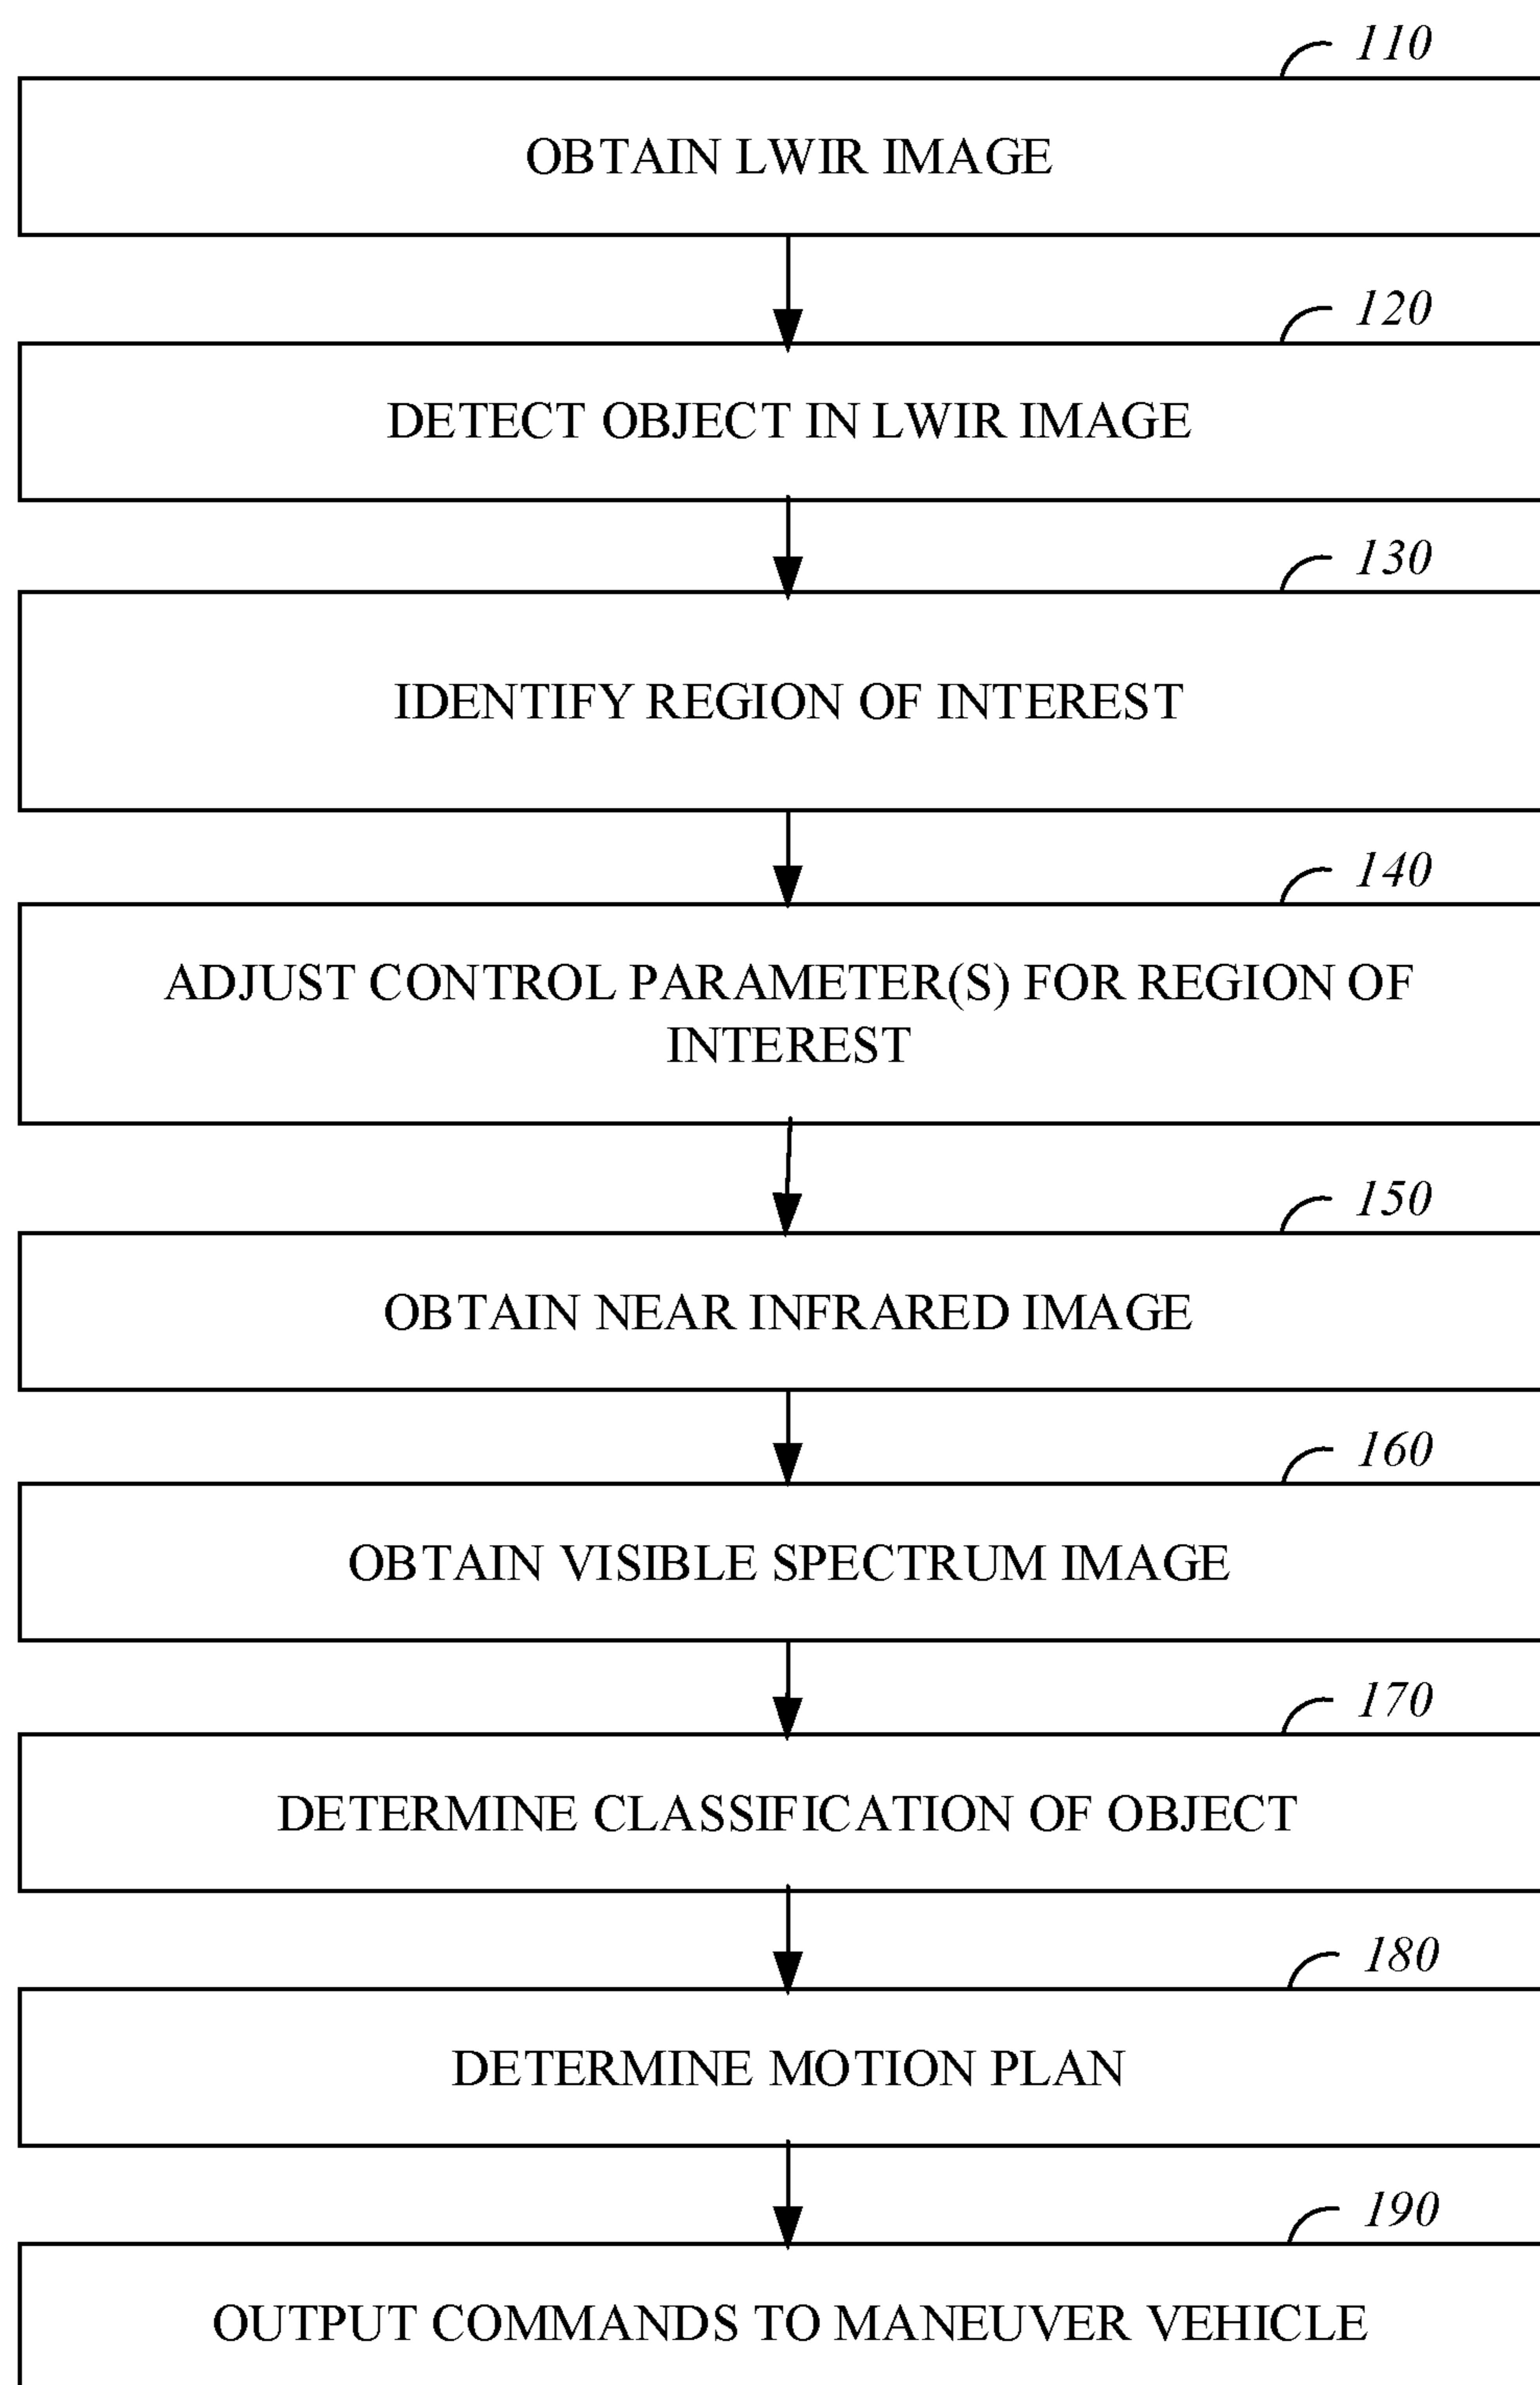 110
OBTAIN LWIR IMAGE
120
DETECT OBJECT IN LWIR IMAGE
130
IDENTIFY REGION OF INTEREST
140
ADJUST CONTROL PARAMETER(S) FOR REGION OF
INTEREST
150
OBTAIN NEAR INFRARED IMAGE
160
OBTAIN VISIBLE SPECTRUM IMAGE
170
DETERMINE CLASSIFICATION OF OBJECT
180
DETERMINE MOTION PLAN
190
OUTPUT COMMANDS TO MANEUVER VEHICLE